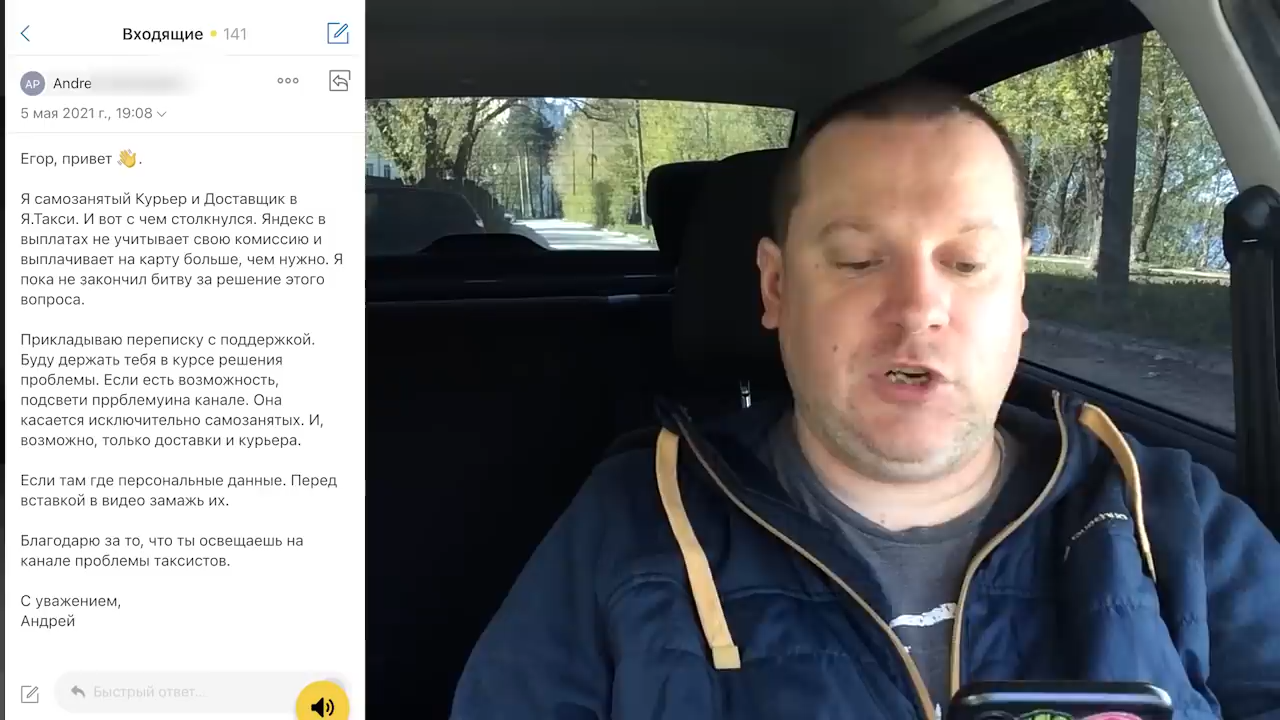 Входящие 141
AP Andre
5 мая 2021 г., 19:08
Егор, привет 👋.
Я самозанятый Курьер и Доставщик в
Я.Такси. И вот с чем столкнулся. Яндекс в
выплатах не учитывает свою комиссию и
выплачивает на карту больше, чем нужно. Я
пока не закончил битву за решение этого
вопроса.
Прикладываю переписку с поддержкой.
Буду держать тебя в курсе решения
проблемы. Если есть возможность,
подсвети пррблемуина канале. Она
касается исключительно самозанятых. И,
возможно, только доставки и курьера.
Если там где персональные данные. Перед
вставкой в видео замажь их.
Благодарю за то, что ты освещаешь на
канале проблемы таксистов.
С уважением,
Андрей
Быстрый ответ...